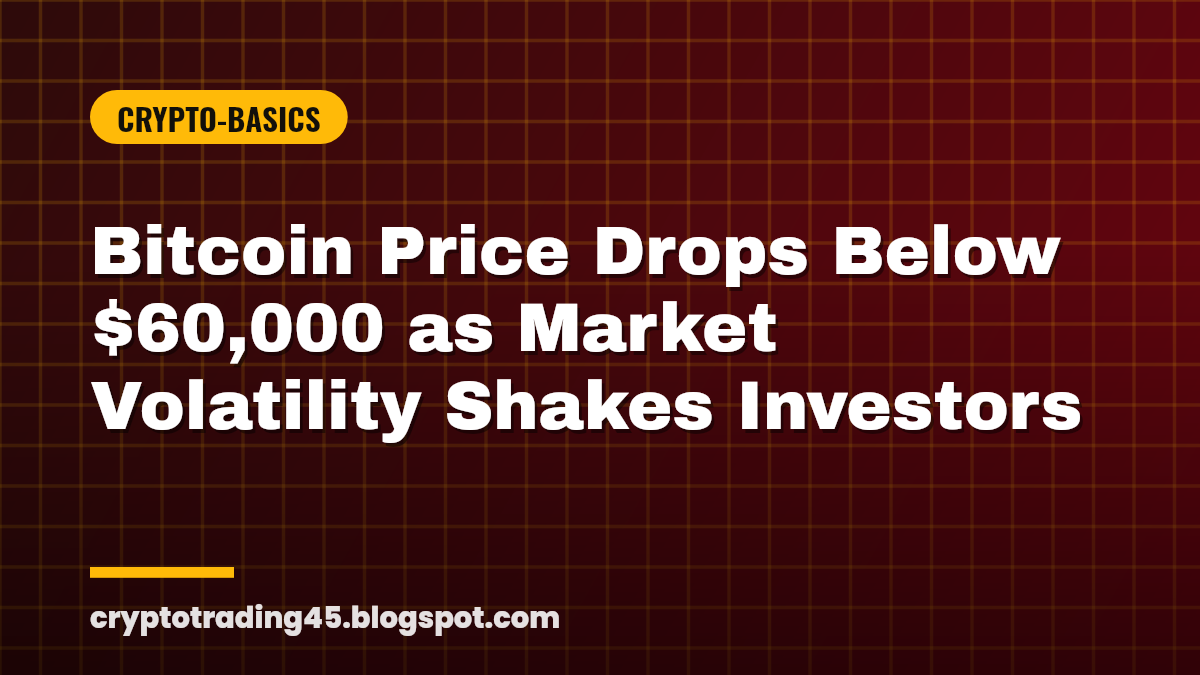 CRYPTO-BASICS
Bitcoin Price Drops Below
$60,000 as Market
Volatility Shakes Investors
cryptotrading45.blogspot.com